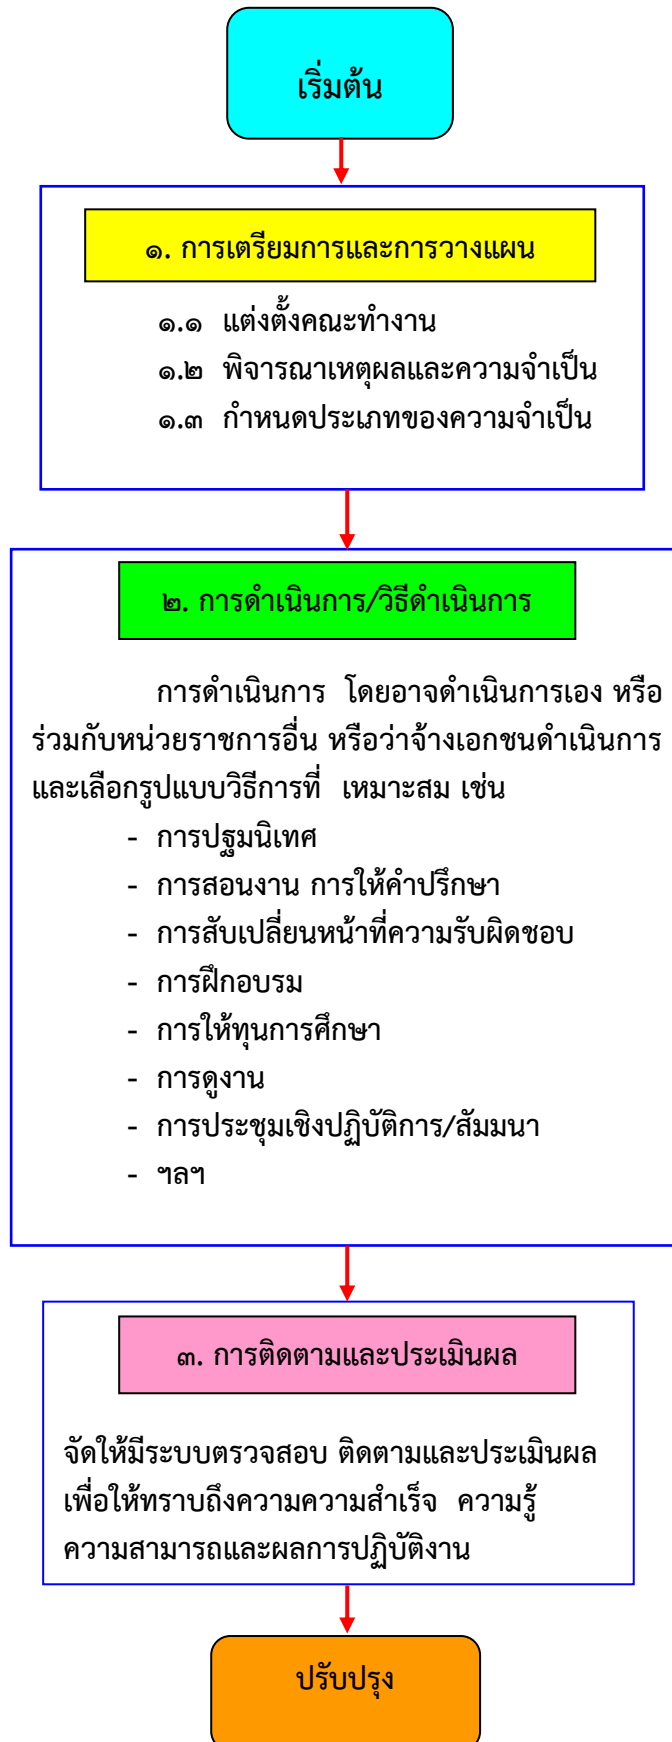 เริ่มต้น
๑. การเตรียมการและการวางแผน
๑.๑ แต่งตั้งคณะทำงาน
๑.๒ พิจารณาเหตุผลและความจำเป็น
๑.๓ กำหนดประเภทของความจำเป็น
๒. การดำเนินการ/วิธีดำเนินการ
การดำเนินการ โดยอาจดำเนินการเอง หรือ
ร่วมกับหน่วยราชการอื่น หรือว่าจ้างเอกชนดำเนินการ
และเลือกรูปแบบวิธีการที่ เหมาะสม เช่น
- การปฐมนิเทศ
- การสอนงาน การให้คำปรึกษา
- การสับเปลี่ยนหน้าที่ความรับผิดชอบ
- การฝึกอบรม
- การให้ทุนการศึกษา
- การดูงาน
- การประชุมเชิงปฏิบัติการ/สัมมนา
- ฯลฯ
๓. การติดตามและประเมินผล
จัดให้มีระบบตรวจสอบ ติดตามและประเมินผล
เพื่อให้ทราบถึงความความสำเร็จ ความรู้
ความสามารถและผลการปฏิบัติงาน
ปรับปรุง